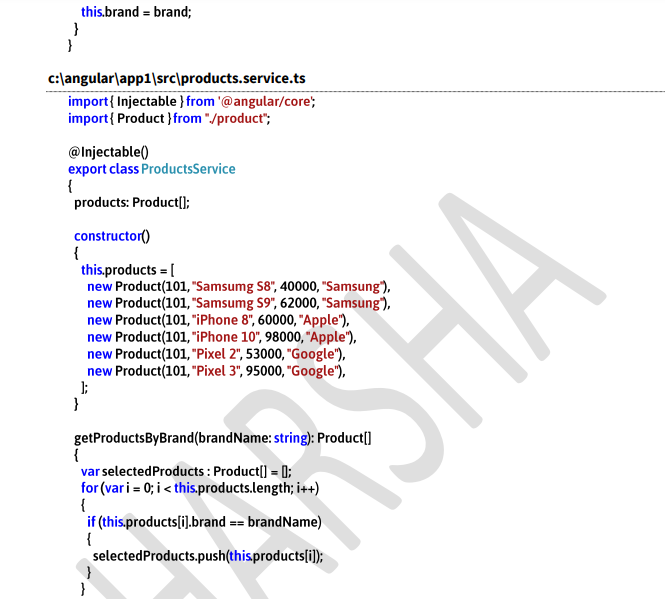 this.brand = brand;
}
}
c:\angular\app1\src\products.service.ts
import { Injectable } from '@angular/core';
import { Product } from "./product";
@Injectable()
export class ProductsService
{
products: Product[];
constructor()
{
this.products = [
new Product(101, "Samsumg S8", 40000, "Samsung"),
new Product(101, "Samsumg S9", 62000, "Samsung"),
new Product(101, "iPhone 8", 60000, "Apple"),
new Product(101, "iPhone 10", 98000, "Apple"),
new Product(101, "Pixel 2", 53000, "Google"),
new Product(101, "Pixel 3", 95000, "Google"),
];
}
getProductsByBrand(brandName: string): Product[]
{
var selectedProducts : Product[] = [];
for (var i = 0; i < this.products.length; i++)
{
if (this.products[i].brand == brandName)
{
selectedProducts.push(this.products[i]);
}
}
HARSHA